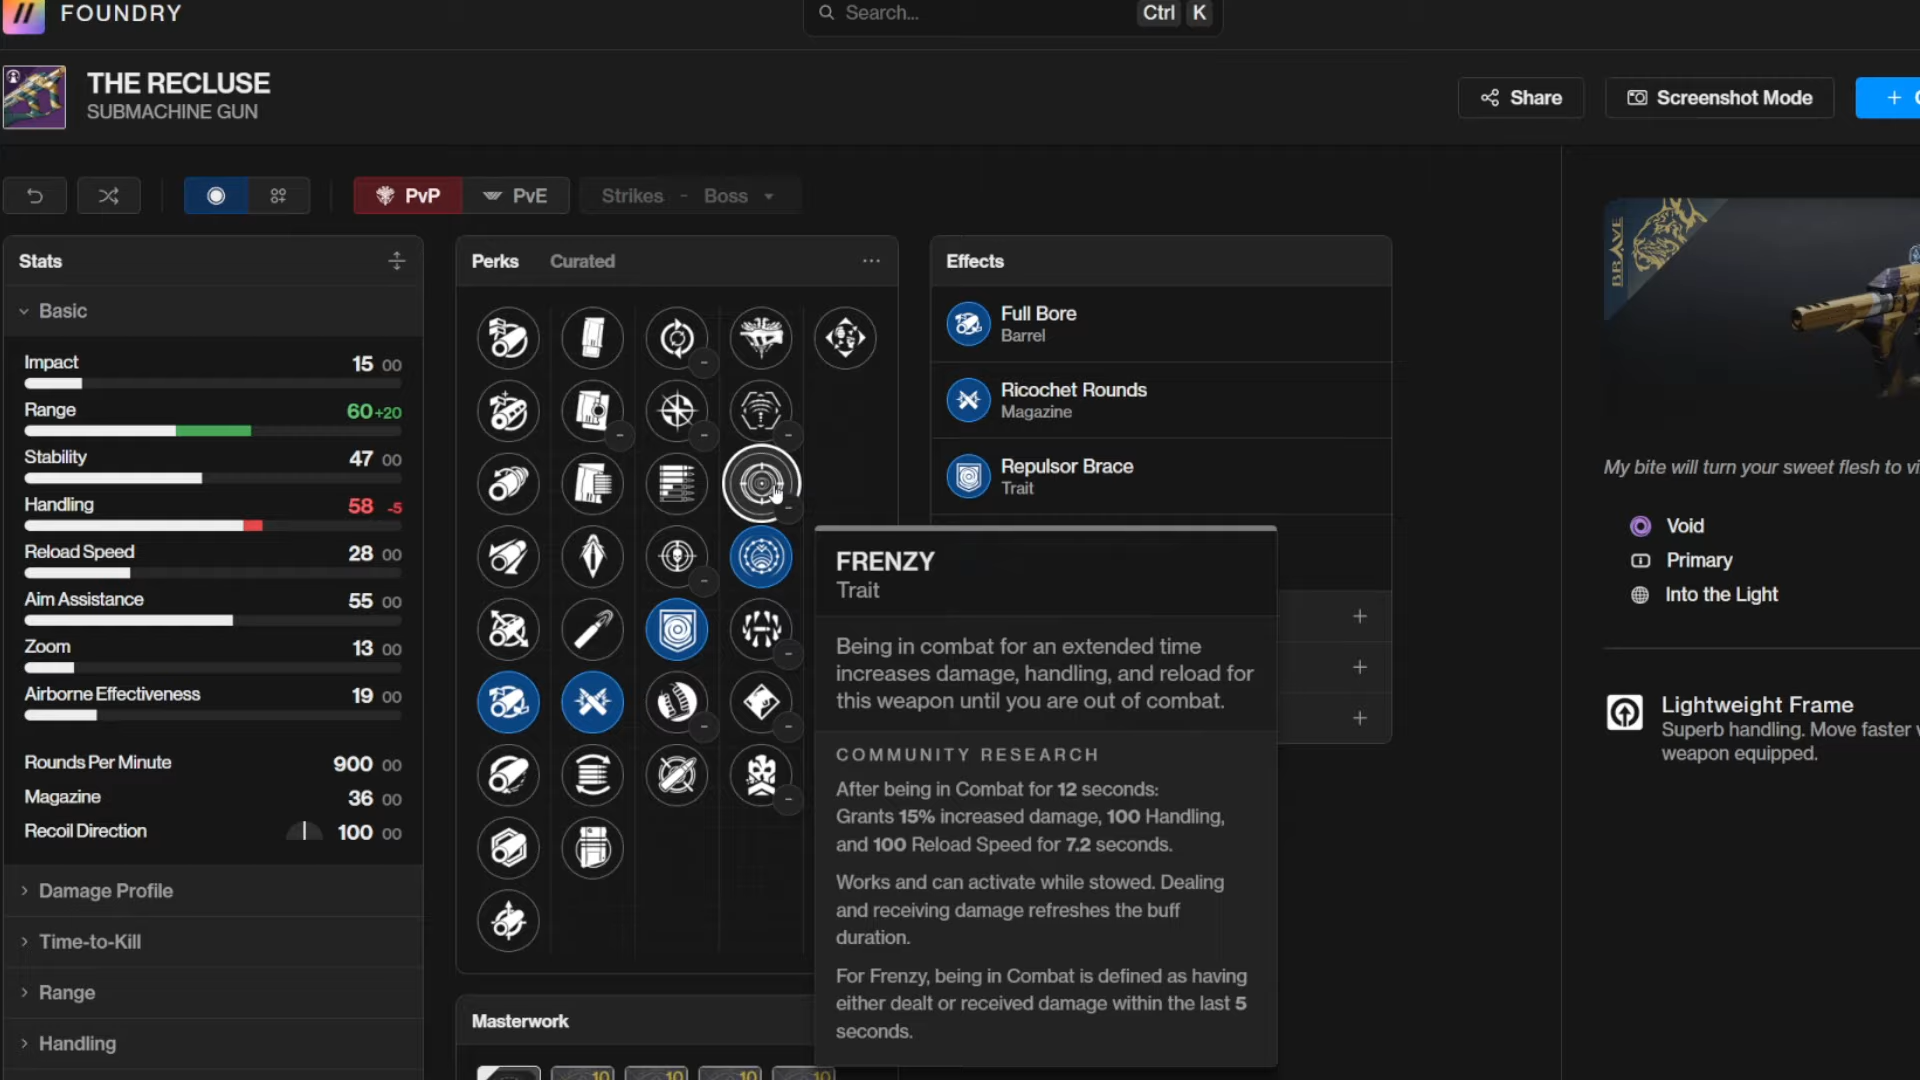 FOUNDRY
Search...
Ctrl K
THE RECLUSE
SUBMACHINE GUN
Share
Screenshot Mode
PvP
PvE
Strikes - Boss
Stats
Basic
Impact 15 00
Range 60 +20
Stability 47 00
Handling 58 -5
Reload Speed 28 00
Aim Assistance 55 00
Zoom 13 00
Airborne Effectiveness 19 00
Rounds Per Minute 900 00
Magazine 36 00
Recoil Direction 100 00
Damage Profile
Time-to-Kill
Range
Handling
Perks Curated
Masterwork
10 10 10 10
Effects
Full Bore
Barrel
Ricochet Rounds
Magazine
Repulsor Brace
Trait
FRENZY
Trait
Being in combat for an extended time
increases damage, handling, and reload for
this weapon until you are out of combat.
COMMUNITY RESEARCH
After being in Combat for 12 seconds:
Grants 15% increased damage, 100 Handling,
and 100 Reload Speed for 7.2 seconds.
Works and can activate while stowed. Dealing
and receiving damage refreshes the buff
duration.
For Frenzy, being in Combat is defined as having
either dealt or received damage within the last 5
seconds.
BRAVE
My bite will turn your sweet flesh to
Void
Primary
Into the Light
Lightweight Frame
Superb handling. Move faster
weapon equipped.